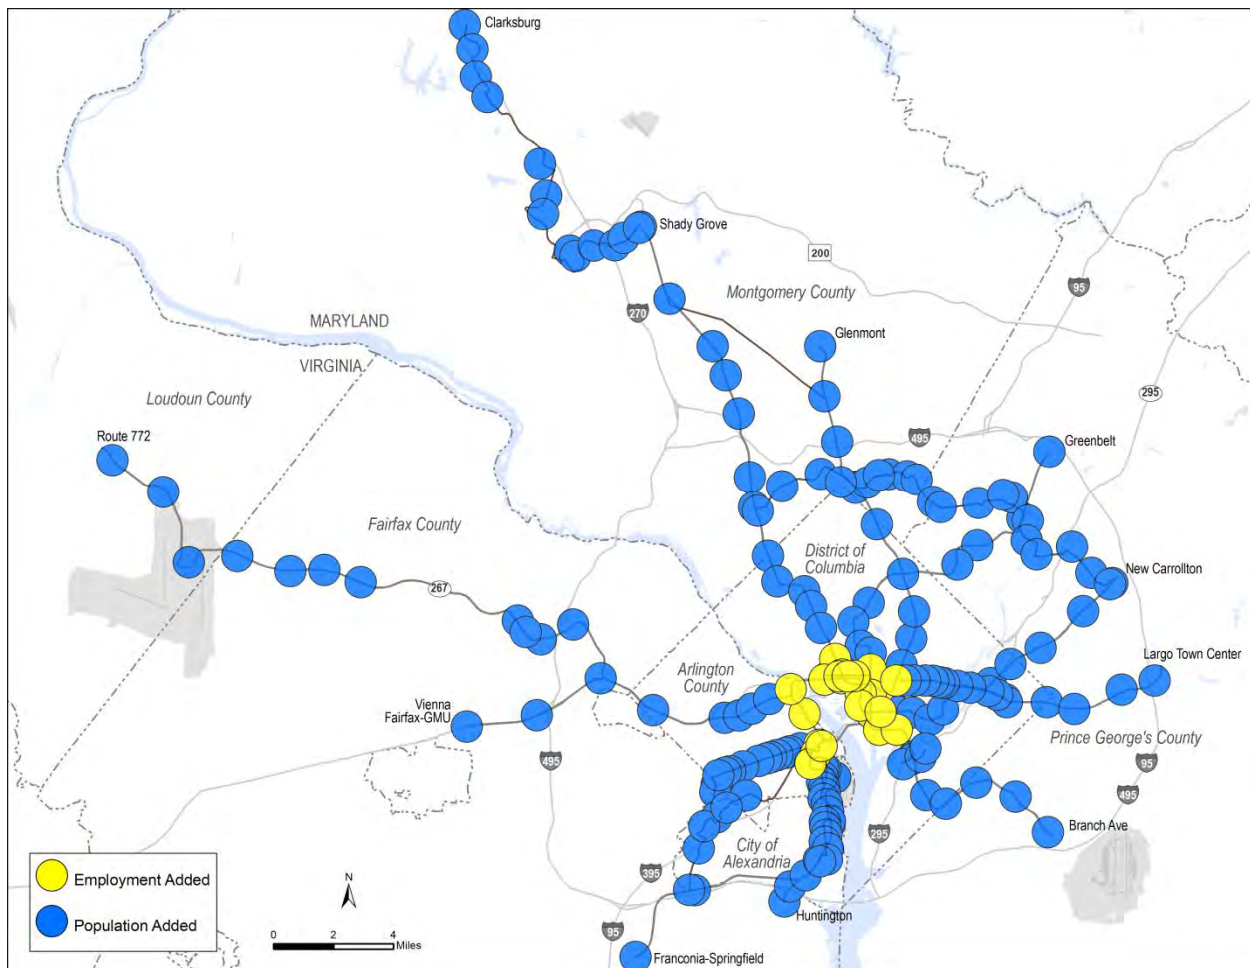 Clarksburg
Shady Grove
200
95
Montgomery County
270
MARYLAND
Glenmont
VIRGINIA
Loudoun County
295
Route 772
495
Greenbelt
Fairfax County
District of
Columbia
267
New Carrollton
Arlington
County
Largo Town Center
Vienna
Fairfax-GMU
Prince George's County
495
95
495
295
Branch Ave
City of
Alexandria
395
Employment Added
Population Added
N
0 2 4
Miles
Huntington
95
Franconia-Springfield